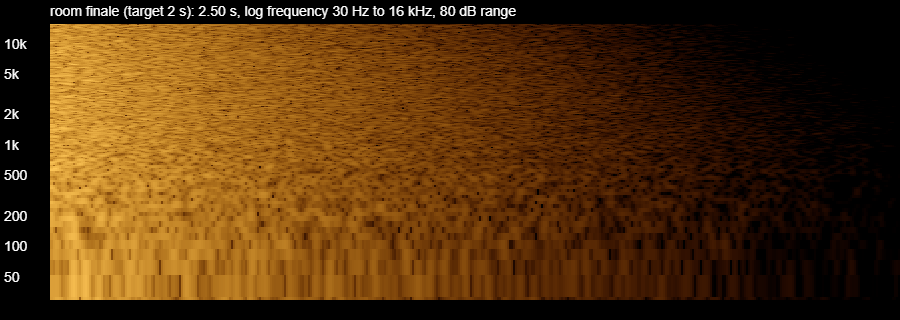 room finale (target 2 s): 2.50 s, log frequency 30 Hz to 16 kHz, 80 dB range
10k
5k
2k
1k
500
200
100
50